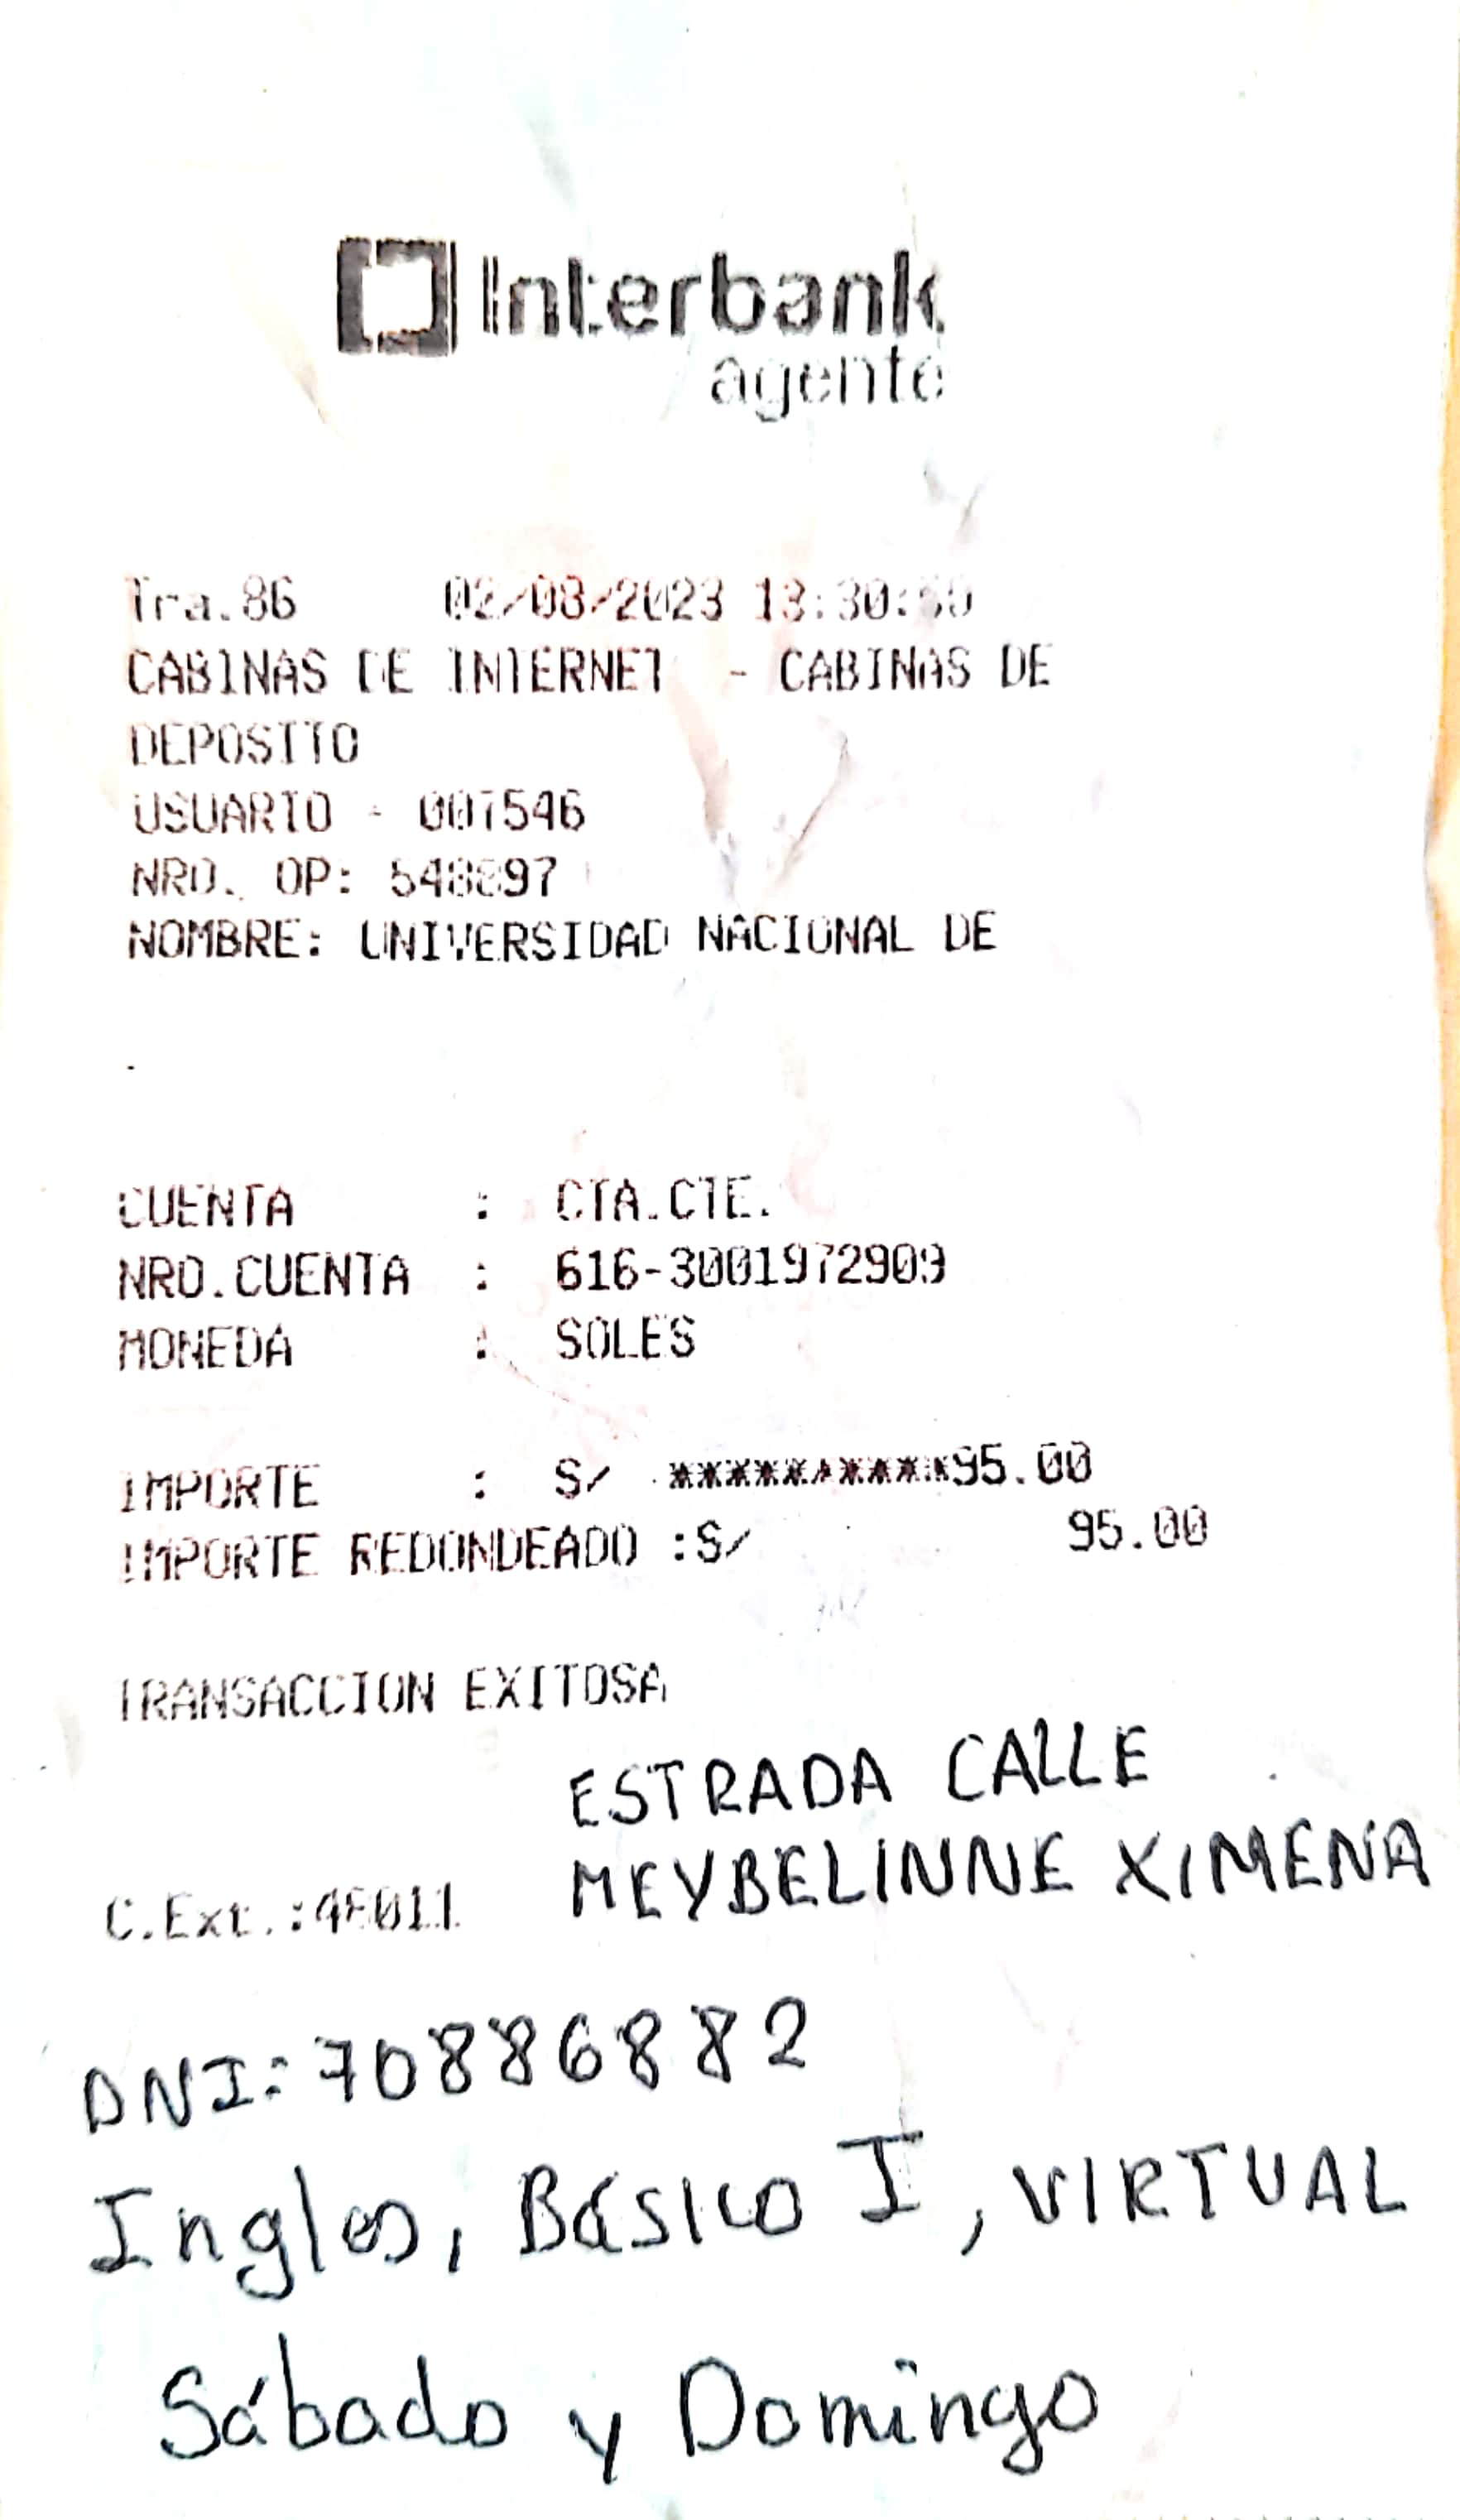 Interbank
agente
Tra.86 02/08/2023 13:30:
CABINAS DE INTERNET - CABINAS DE
DEPOSITO
USUARIO - 007546
NRO. OP:
NOMBRE: UNIVERSIDAD NACIONAL DE
.
CUENTA : CTA.CTE.
NRO.CUENTA : 616-3001972909
MONEDA : SOLES
IMPORTE : S/ ***********95.00
IMPORTE REDONDEADO :S/ 95.00
TRANSACCION EXITOSA
ESTRADA CALLE
MEYBELINNE XIMENA
C.Ext.:
DNI: 70886882
Ingles, Básico I, VIRTUAL
Sábado y Domingo